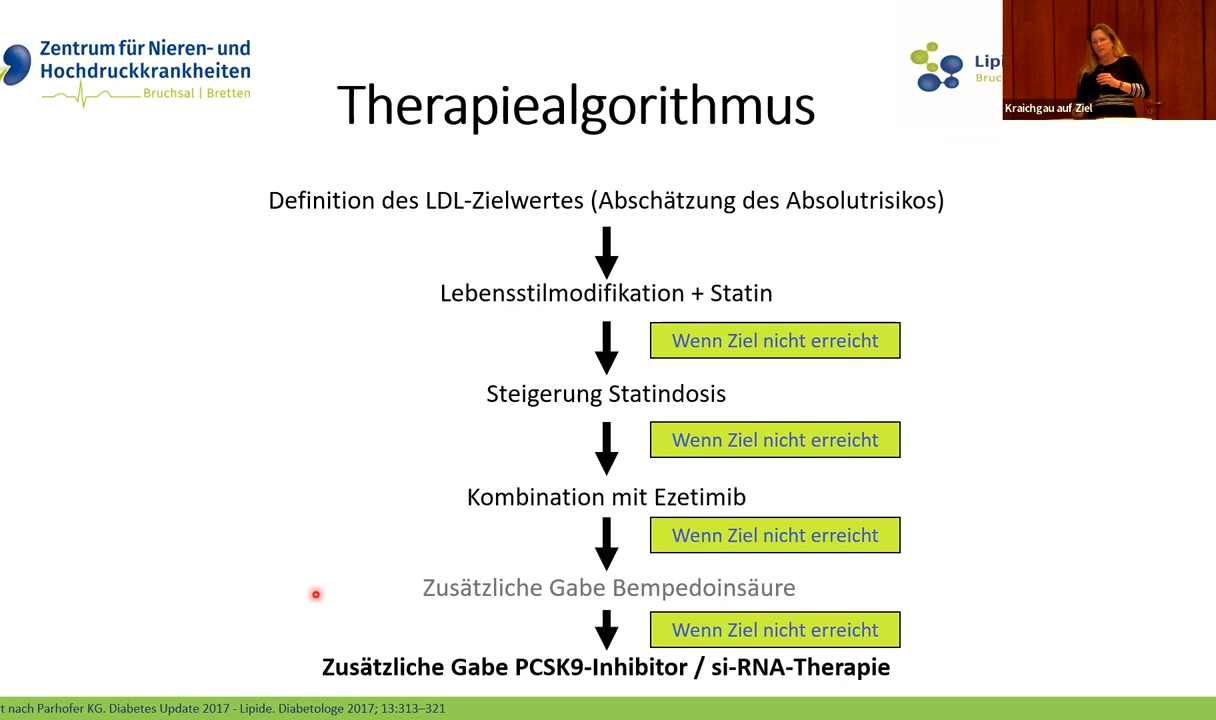 Zentrum für Nieren- und
Hochdruckkrankheiten
Bruchsal | Bretten
Kraichgau auf Ziel
Therapiealgorithmus
Definition des LDL-Zielwertes (Abschätzung des Absolutrisikos)
Lebensstilmodifikation + Statin
Wenn Ziel nicht erreicht
Steigerung Statindosis
Wenn Ziel nicht erreicht
Kombination mit Ezetimib
Wenn Ziel nicht erreicht
Zusätzliche Gabe Bempedoinsäure
Wenn Ziel nicht erreicht
Zusätzliche Gabe PCSK9-Inhibitor / si-RNA-Therapie
nach Parhofer KG. Diabetes Update 2017 - Lipide. Diabetologe 2017; 13:313–321